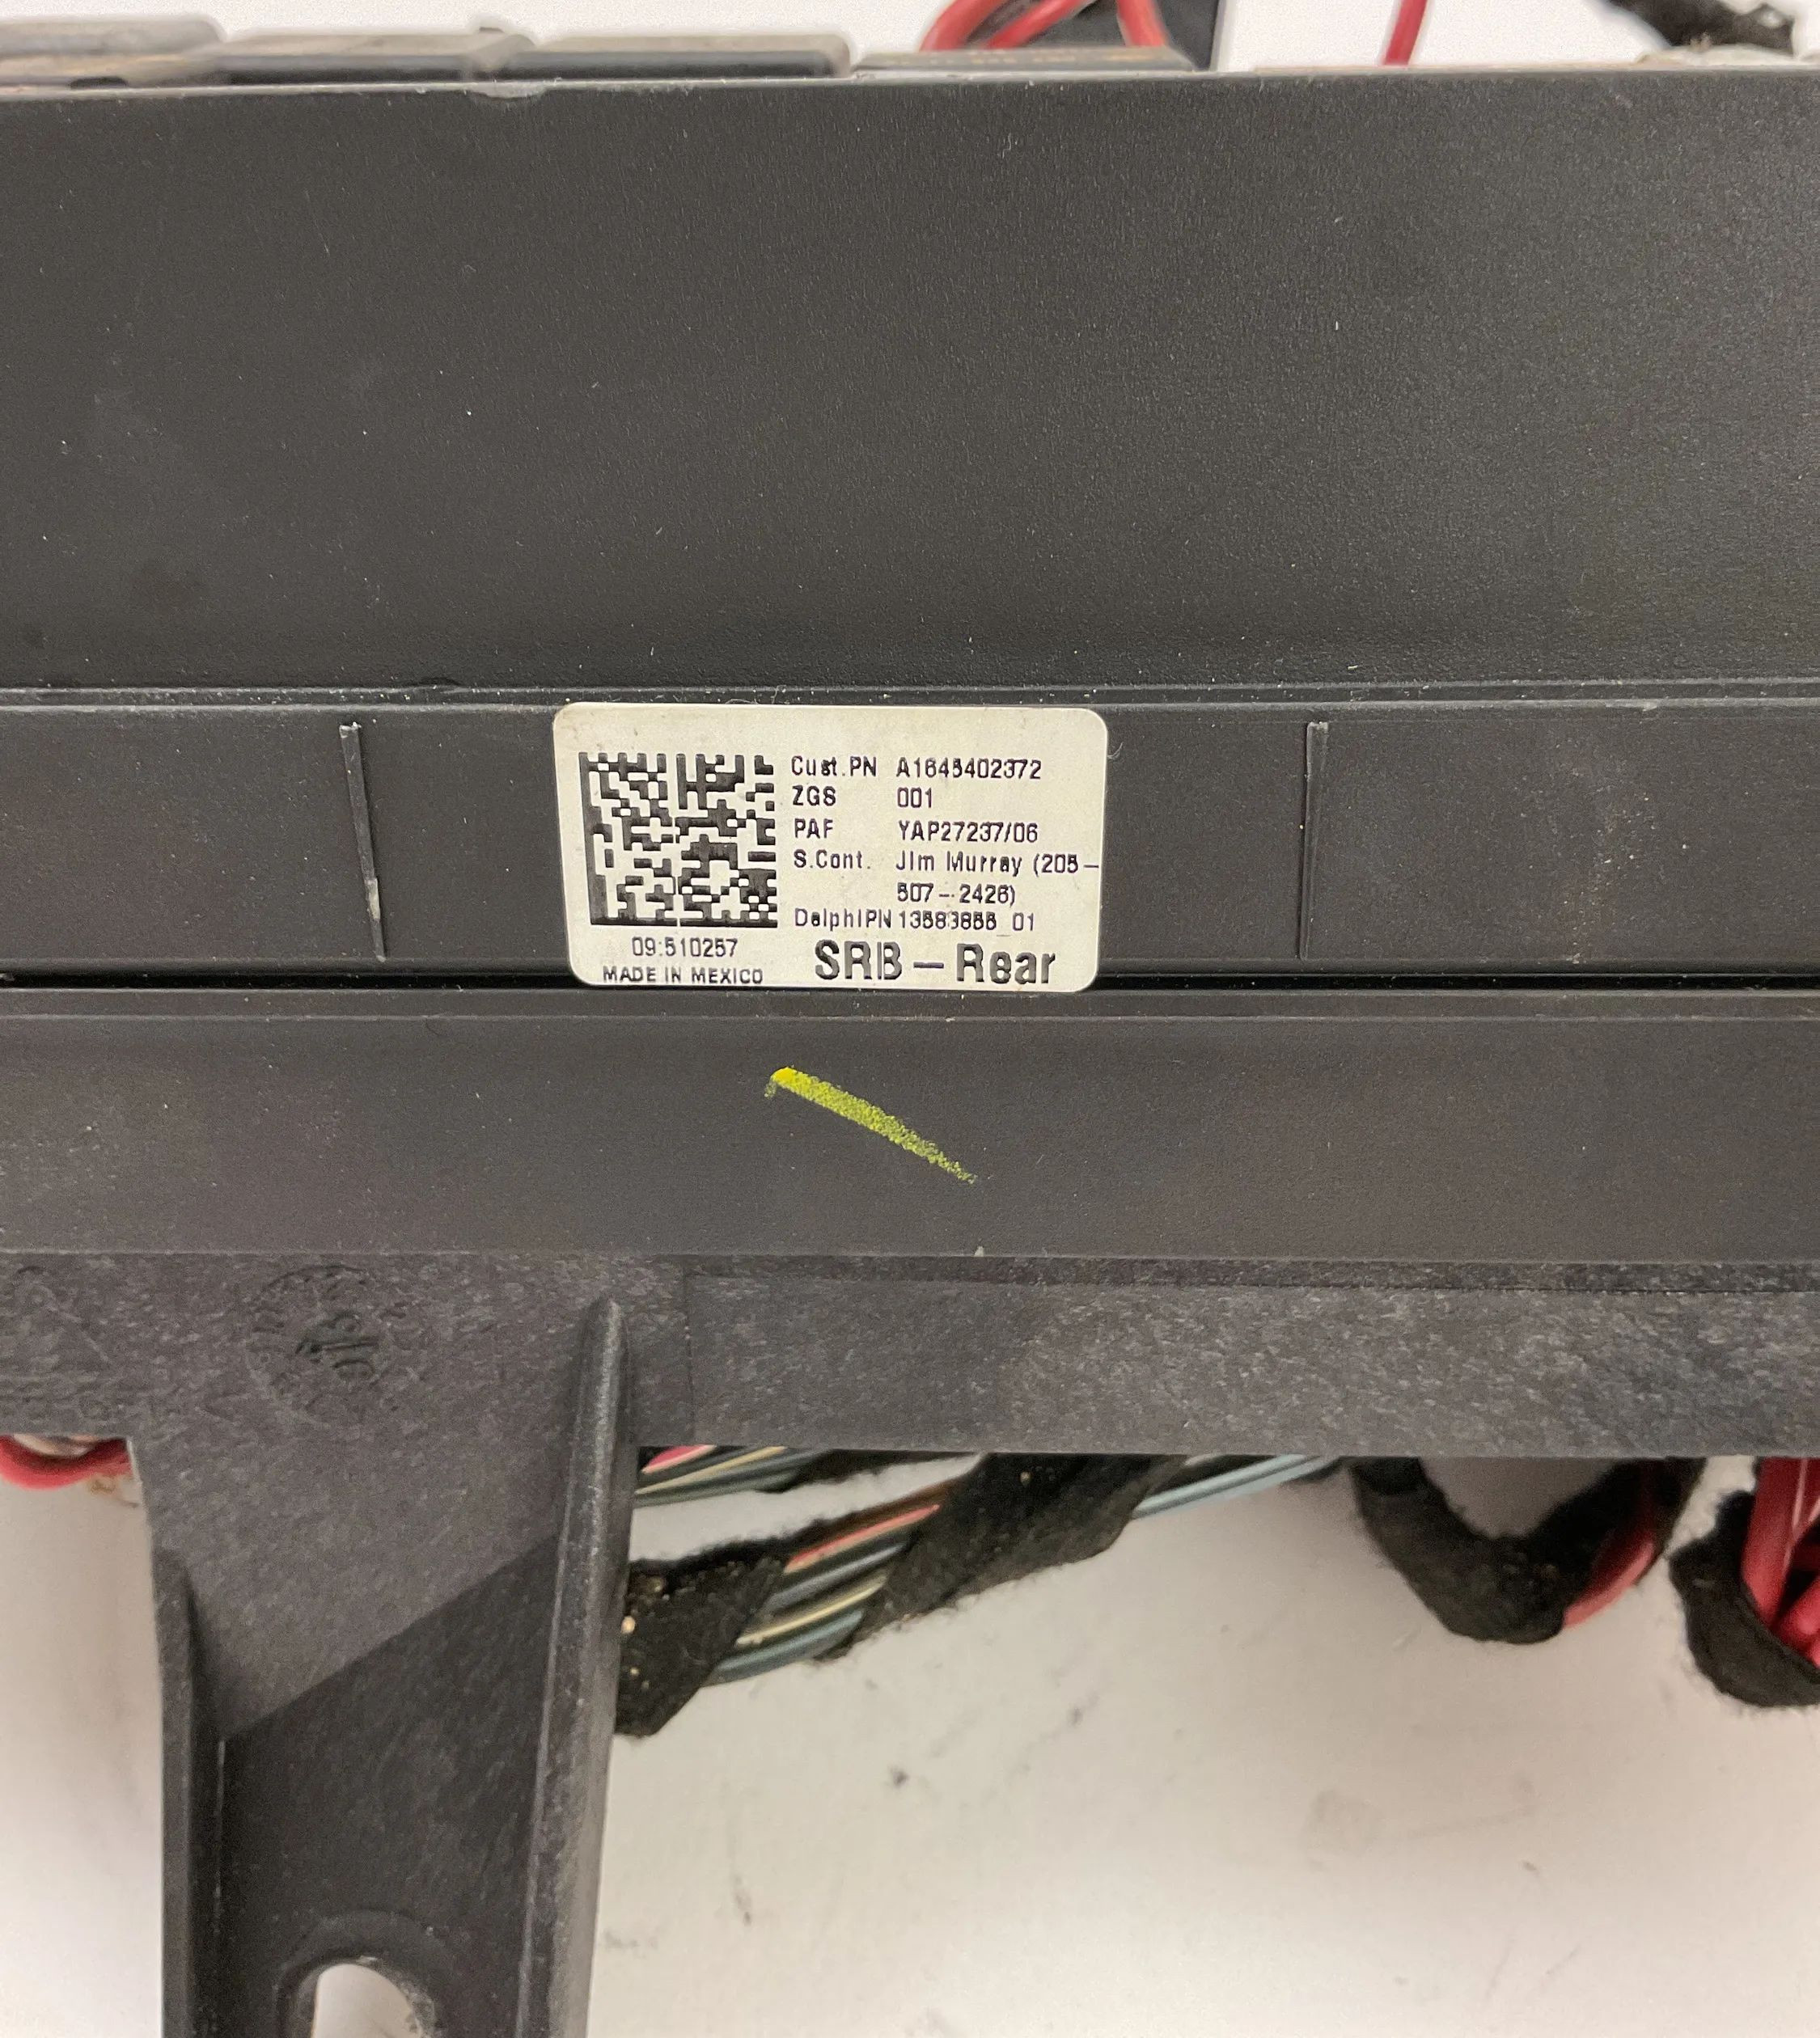 Cust.PN A1645402372
ZGS 001
PAF YAP27237/06
S.Cont. Jim Murray (205-
507-2426)
DelphiPN 13583855_01
09:510257
MADE IN MEXICO
SRB-Rear